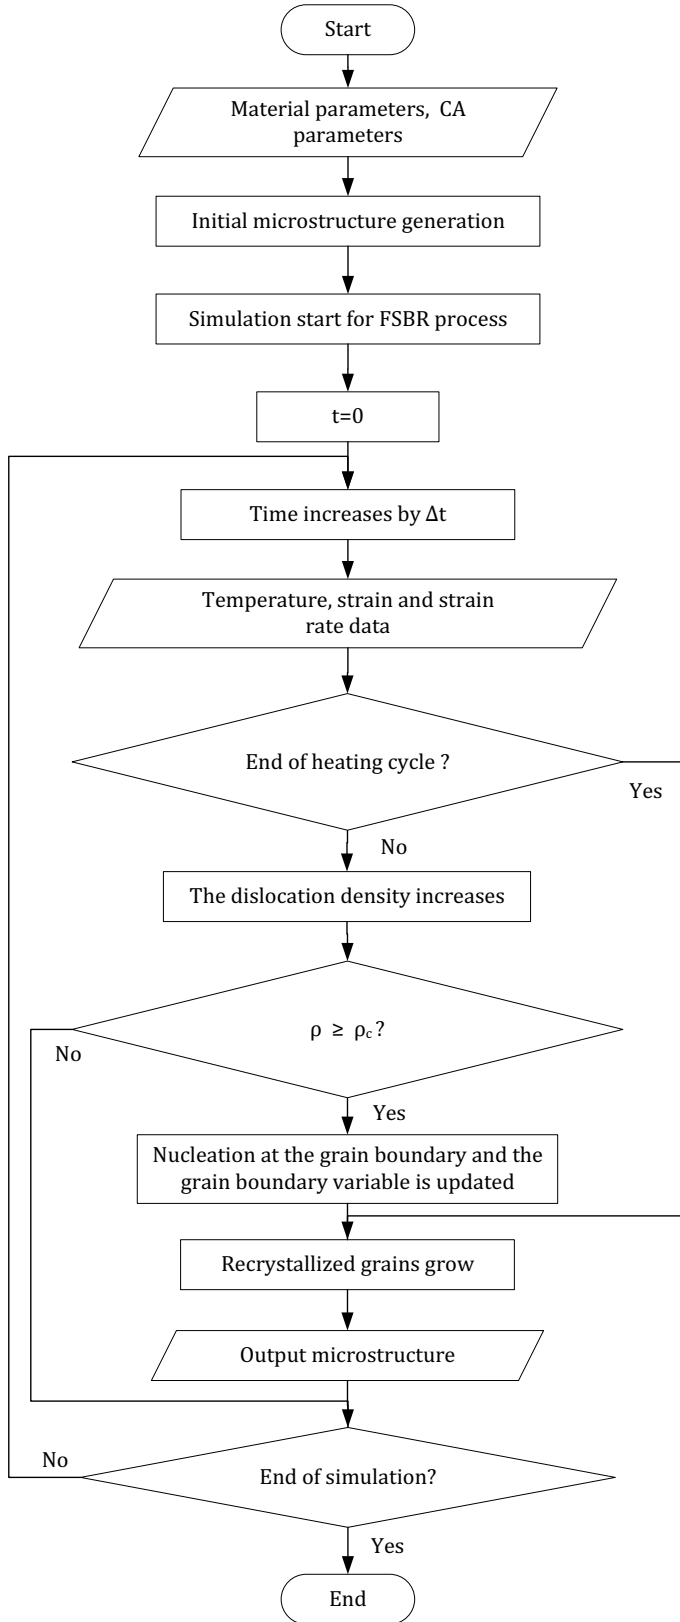 Start
Material parameters, CA
parameters
Initial microstructure generation
Simulation start for FSBR process
t=0
Time increases by Δt
Temperature, strain and strain
rate data
End of heating cycle ?
Yes
No
The dislocation density increases
ρ ≥ ρc ?
No
Yes
Nucleation at the grain boundary and the
grain boundary variable is updated
Recrystallized grains grow
Output microstructure
No
End of simulation?
Yes
End